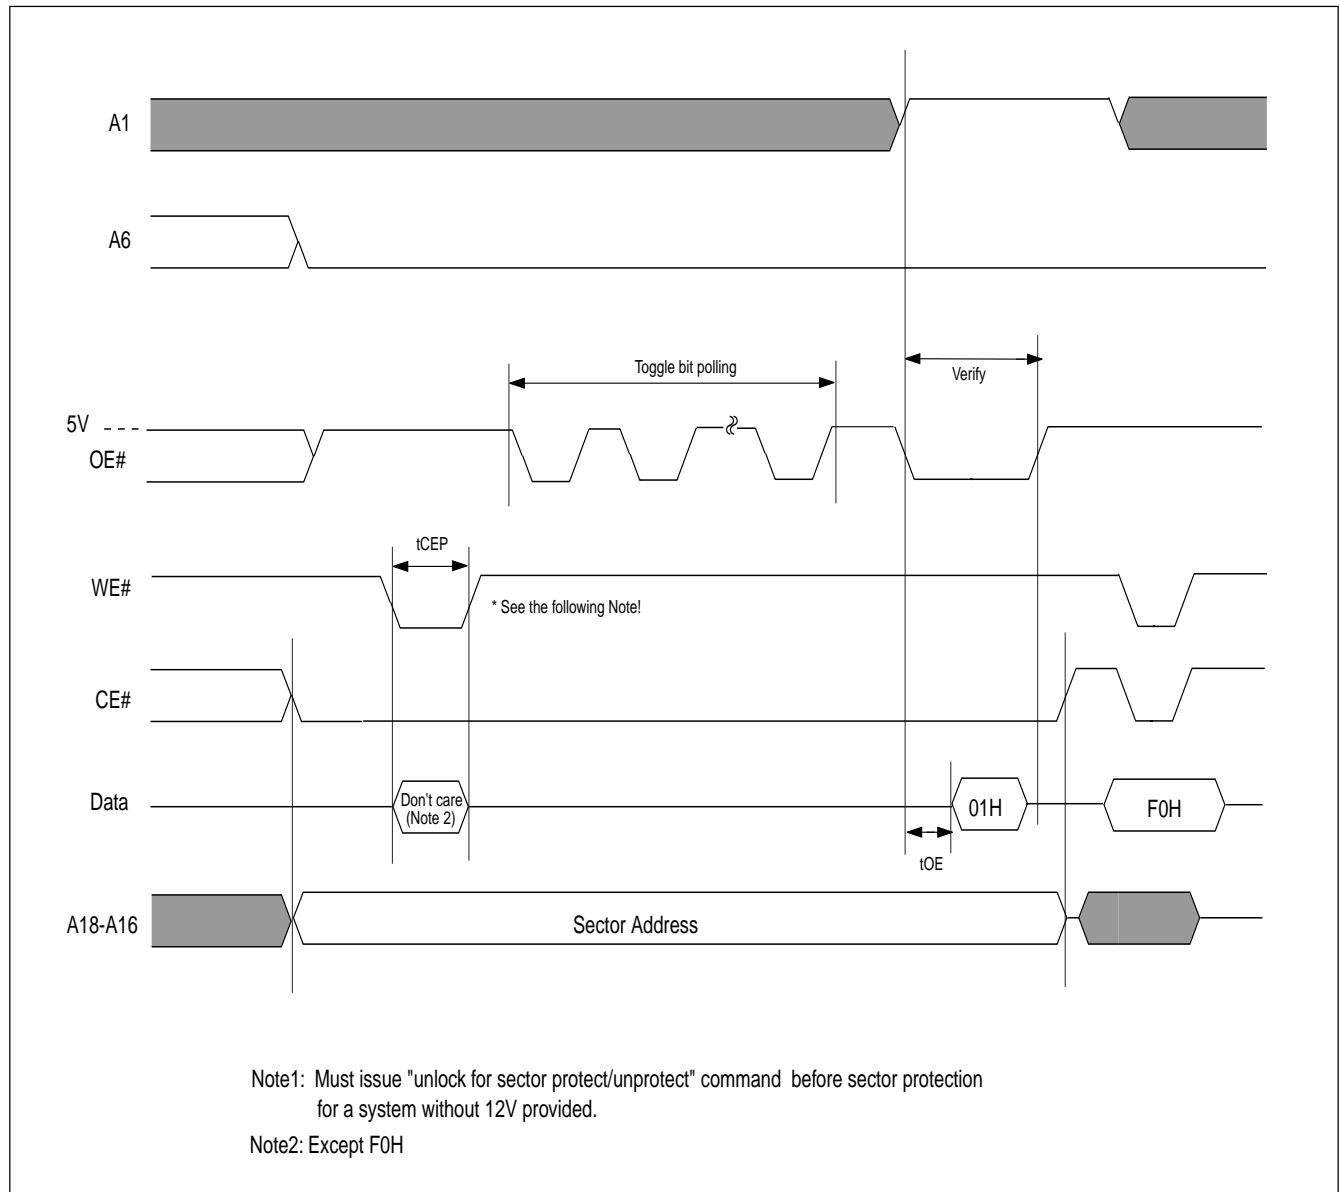 A1
A6
Toggle bit polling
Verify
5V
OE#
tCEP
WE#
* See the following Note!
CE#
Data
Don't care
(Note 2)
01H
F0H
tOE
A18-A16
Sector Address
Note1: Must issue "unlock for sector protect/unprotect" command before sector protection
for a system without 12V provided.
Note2: Except F0H